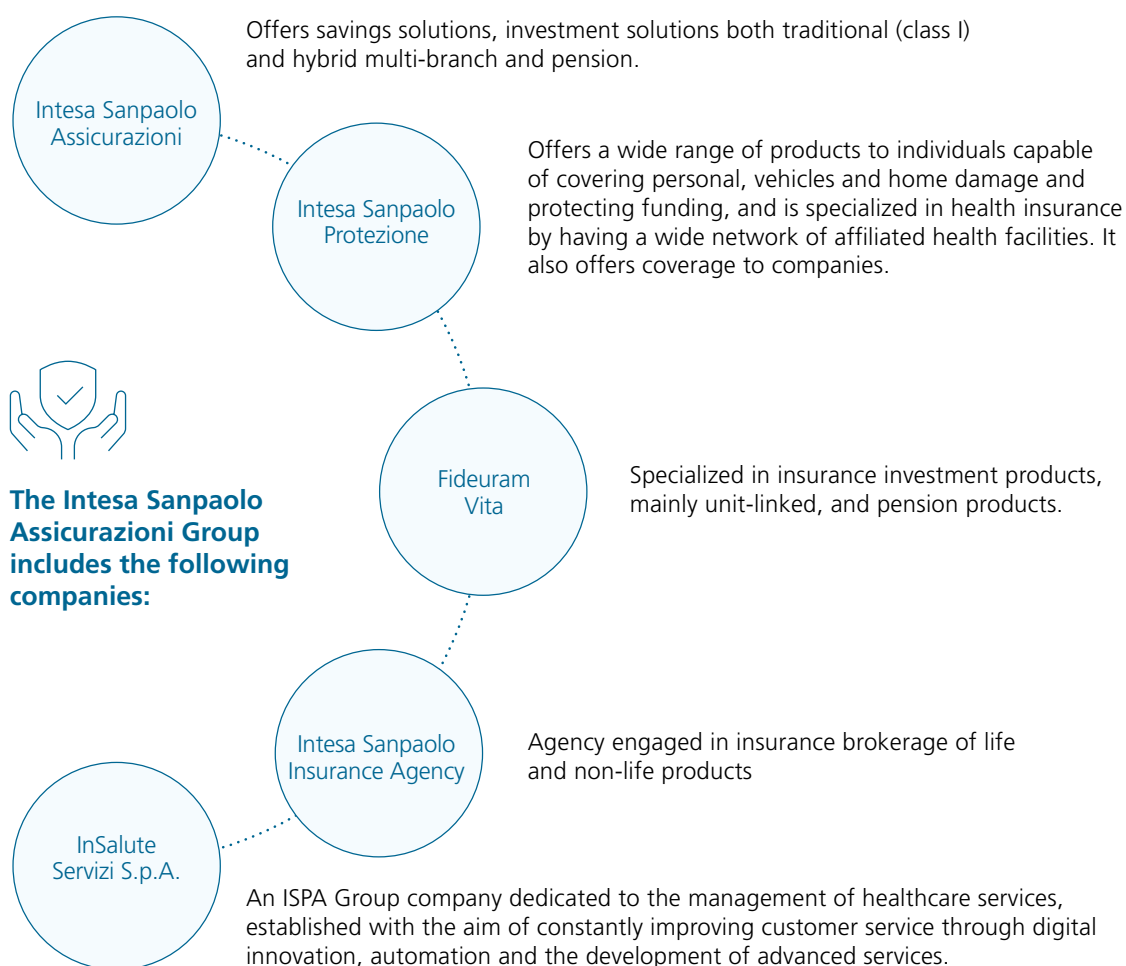 Offers savings solutions, investment solutions both traditional (class I)
and hybrid multi-branch and pension.
Intesa Sanpaolo
Assicurazioni
Offers a wide range of products to individuals capable
of covering personal, vehicles and home damage and
protecting funding, and is specialized in health insurance
by having a wide network of affiliated health facilities. It
also offers coverage to companies.
Intesa Sanpaolo
Protezione
The Intesa Sanpaolo
Assicurazioni Group
includes the following
companies:
Fideuram
Vita
Specialized in insurance investment products,
mainly unit-linked, and pension products.
Intesa Sanpaolo
Insurance Agency
Agency engaged in insurance brokerage of life
and non-life products
InSalute
Servizi S.p.A.
An ISPA Group company dedicated to the management of healthcare services,
established with the aim of constantly improving customer service through digital
innovation, automation and the development of advanced services.